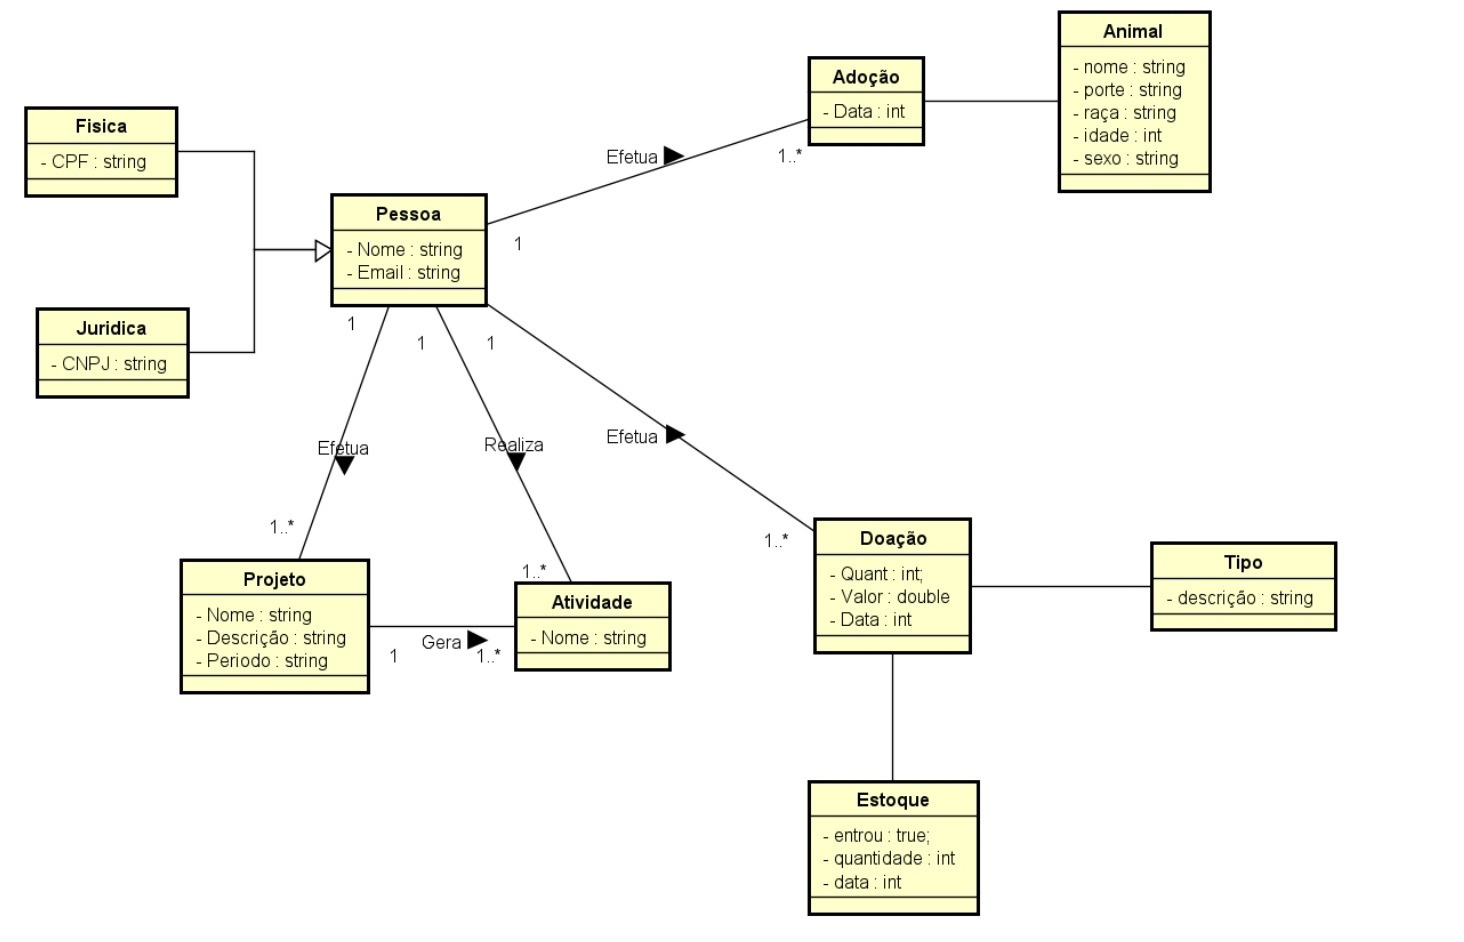 Animal
- nome : string
- porte : string
- raça : string
- idade : int
- sexo : string
Adoção
- Data : int
Fisica
- CPF : string
Efetua
1..*
Pessoa
- Nome : string
- Email : string
1
Juridica
- CNPJ : string
1
1
1
Efetua
Realiza
Efetua
1..*
1..*
1..*
Doação
- Quant : int;
- Valor : double
- Data : int
Tipo
- descrição : string
Projeto
- Nome : string
- Descrição : string
- Periodo : string
Atividade
- Nome : string
Gera
1
1..*
Estoque
- entrou : true;
- quantidade : int
- data : int